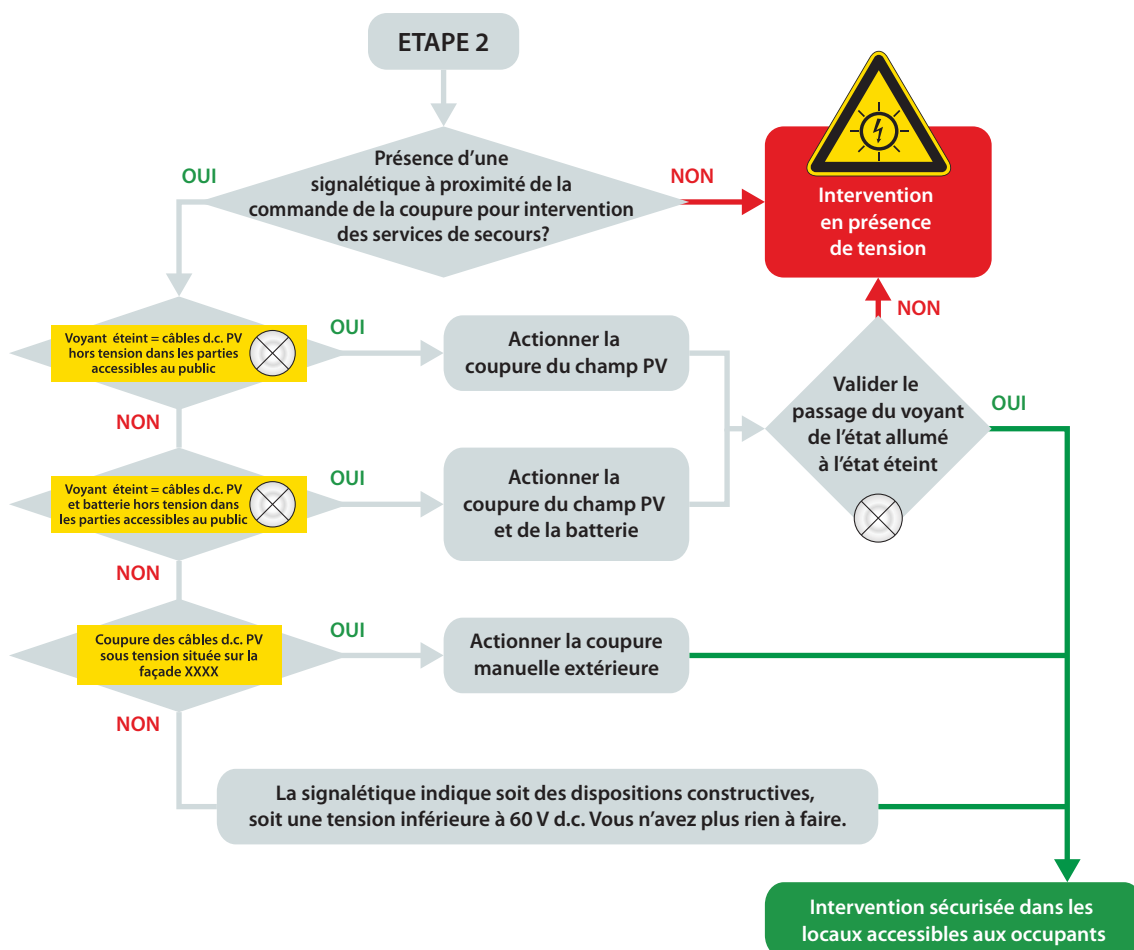 ETAPE 2
Présence d’une
signalétique à proximité de la
commande de la coupure pour intervention
des services de secours?
OUI
NON
Intervention
en présence
de tension
Voyant éteint = câbles d.c. PV
hors tension dans les parties
accessibles au public
OUI
Actionner la
coupure du champ PV
NON
NON
Valider le
passage du voyant
de l’état allumé
à l’état éteint
OUI
Voyant éteint = câbles d.c. PV
et batterie hors tension dans
les parties accessibles au public
OUI
Actionner la
coupure du champ PV
et de la batterie
NON
Coupure des câbles d.c. PV
sous tension située sur la
façade XXXX
OUI
Actionner la coupure
manuelle extérieure
NON
La signalétique indique soit des dispositions constructives,
soit une tension inférieure à 60 V d.c. Vous n’avez plus rien à faire.
Intervention sécurisée dans les
locaux accessibles aux occupants